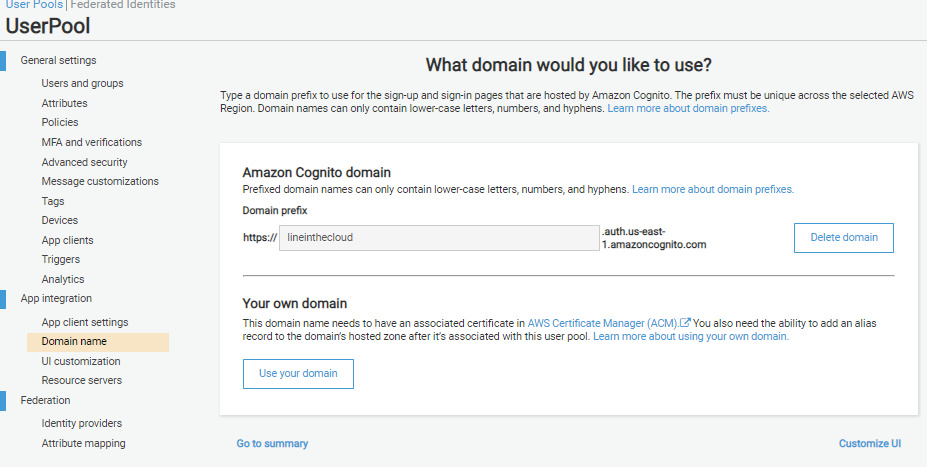 User Pools | Federated Identities
UserPool
General settings
Users and groups
Attributes
Policies
MFA and verifications
Advanced security
Message customizations
Tags
Devices
App clients
Triggers
Analytics
App integration
App client settings
Domain name
UI customization
Resource servers
Federation
Identity providers
Attribute mapping
What domain would you like to use?
Type a domain prefix to use for the sign-up and sign-in pages that are hosted by Amazon Cognito. The prefix must be unique across the selected AWS
Region. Domain names can only contain lower-case letters, numbers, and hyphens. Learn more about domain prefixes.
Amazon Cognito domain
Prefixed domain names can only contain lower-case letters, numbers, and hyphens. Learn more about domain prefixes.
Domain prefix
https:// lineinthecloud .auth.us-east-
1.amazoncognito.com
Delete domain
Your own domain
This domain name needs to have an associated certificate in AWS Certificate Manager (ACM). You also need the ability to add an alias
record to the domain's hosted zone after it's associated with this user pool. Learn more about using your own domain.
Use your domain
Go to summary
Customize UI